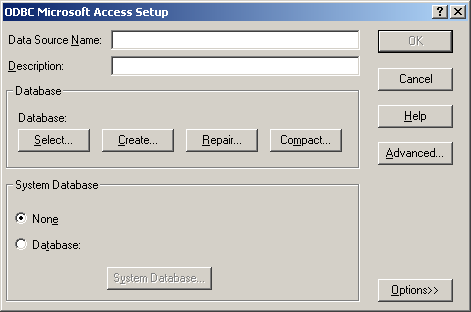 ODBC Microsoft Access Setup
Data Source Name:
OK
Description:
Cancel
Database
Help
Database:
Select...
Create...
Repair...
Compact...
Advanced...
System Database
None
Database:
System Database...
Options>>